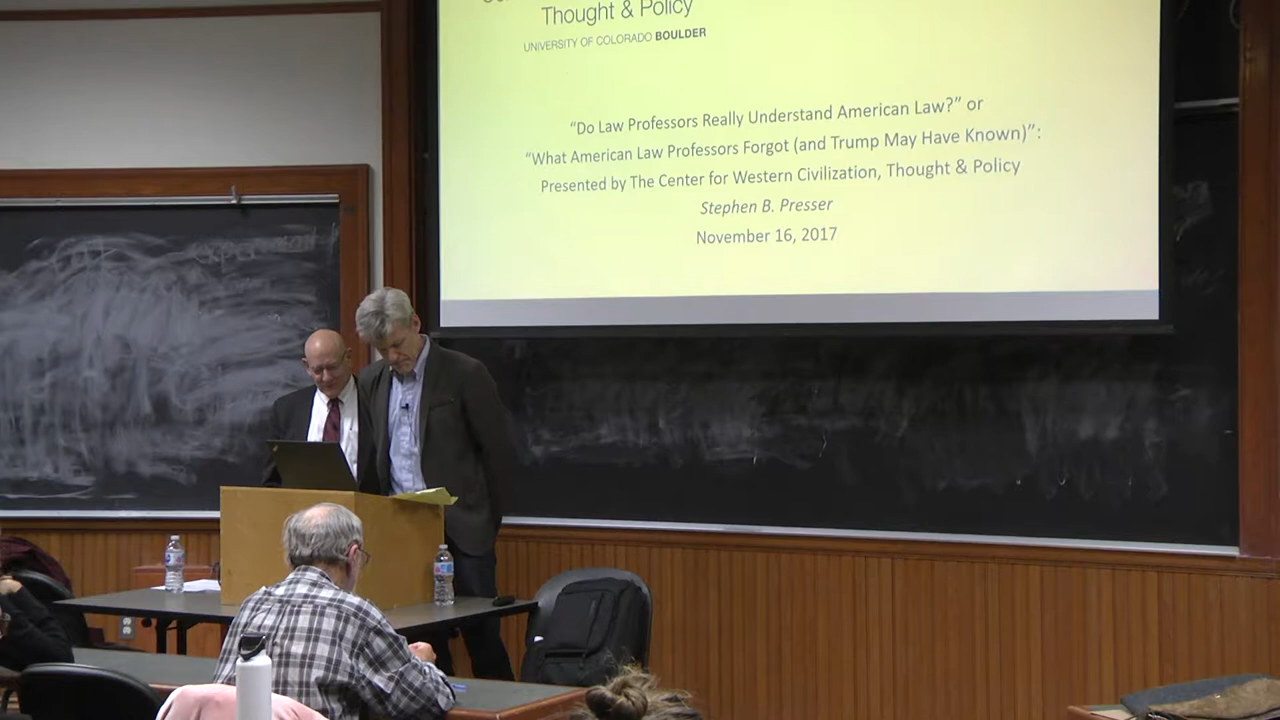 Thought & Policy
UNIVERSITY OF COLORADO BOULDER
“Do Law Professors Really Understand American Law?” or
“What American Law Professors Forgot (and Trump May Have Known)”:
Presented by The Center for Western Civilization, Thought & Policy
Stephen B. Presser
November 16, 2017